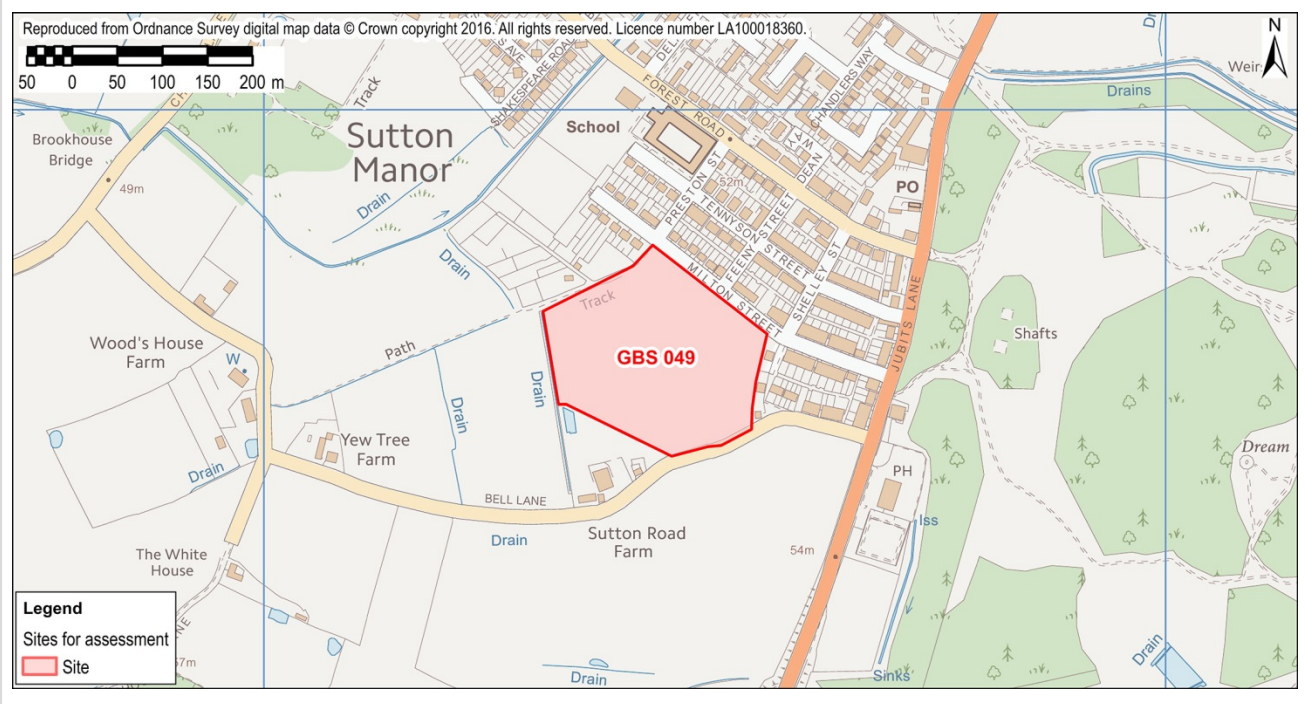 Reproduced from Ordnance Survey digital map data © Crown copyright 2016. All rights reserved. Licence number LA100018360.
N
50 0 50 100 150 200 m
Track
SHAKESPEARE ROAD
FOREST ROAD
CHANDLERS WAY
Weir
Drains
Brookhouse
Bridge
Sutton
Manor
School
PRESTON ST
DEAN
WAY
52m
PO
49m
Drain
TENNYSON STREET
FEENY STREET
SHELLEY ST
MILTON STREET
JUBITS LANE
Drain
Track
Shafts
Wood's House
Farm
W
Path
GBS 049
Drain
Drain
Yew Tree
Farm
Drain
Dream
PH
BELL LANE
Iss
Drain
Sutton Road
Farm
54m
The White
House
Legend
Sites for assessment
Site
57m
Drain
Sinks
Drain